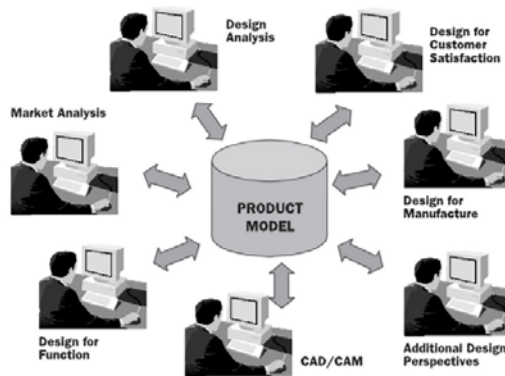 Design
Analysis
Design for
Customer
Satisfaction
Market Analysis
PRODUCT
MODEL
Design for
Manufacture
Design for
Function
CAD/CAM
Additional Design
Perspectives